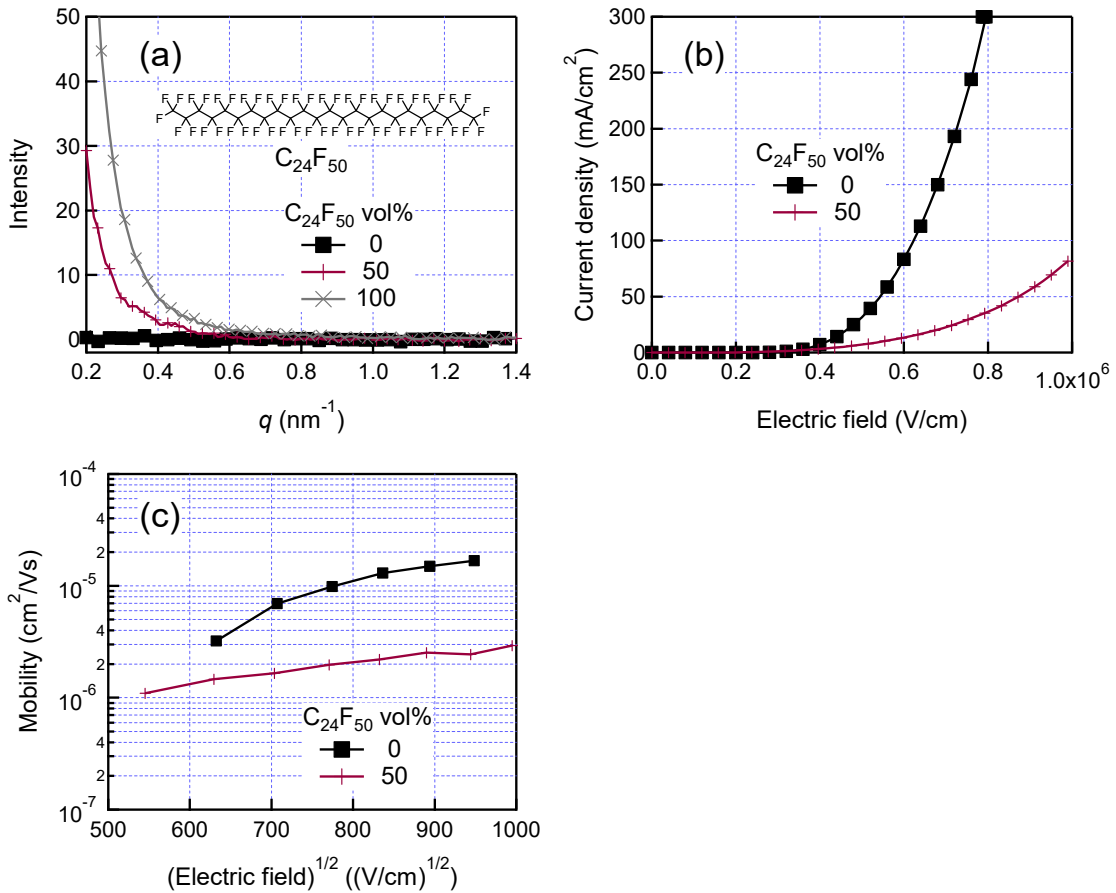 (a)
50
40
30
20
10
0
Intensity
F F F F F F F F F F F F F F F F F F F F F F F F
F F
F F F F F F F F F F F F F F F F F F F F F F F F
C24F50
C24F50 vol%
0
50
100
0.2 0.4 0.6 0.8 1.0 1.2 1.4
q (nm-1)
(b)
300
250
200
150
100
50
0
Current density (mA/cm2)
C24F50 vol%
0
50
0.0 0.2 0.4 0.6 0.8 1.0x106
Electric field (V/cm)
(c)
10-4
4
2
10-5
4
2
10-6
4
2
10-7
Mobility (cm2/Vs)
C24F50 vol%
0
50
500 600 700 800 900 1000
(Electric field)1/2 ((V/cm)1/2)